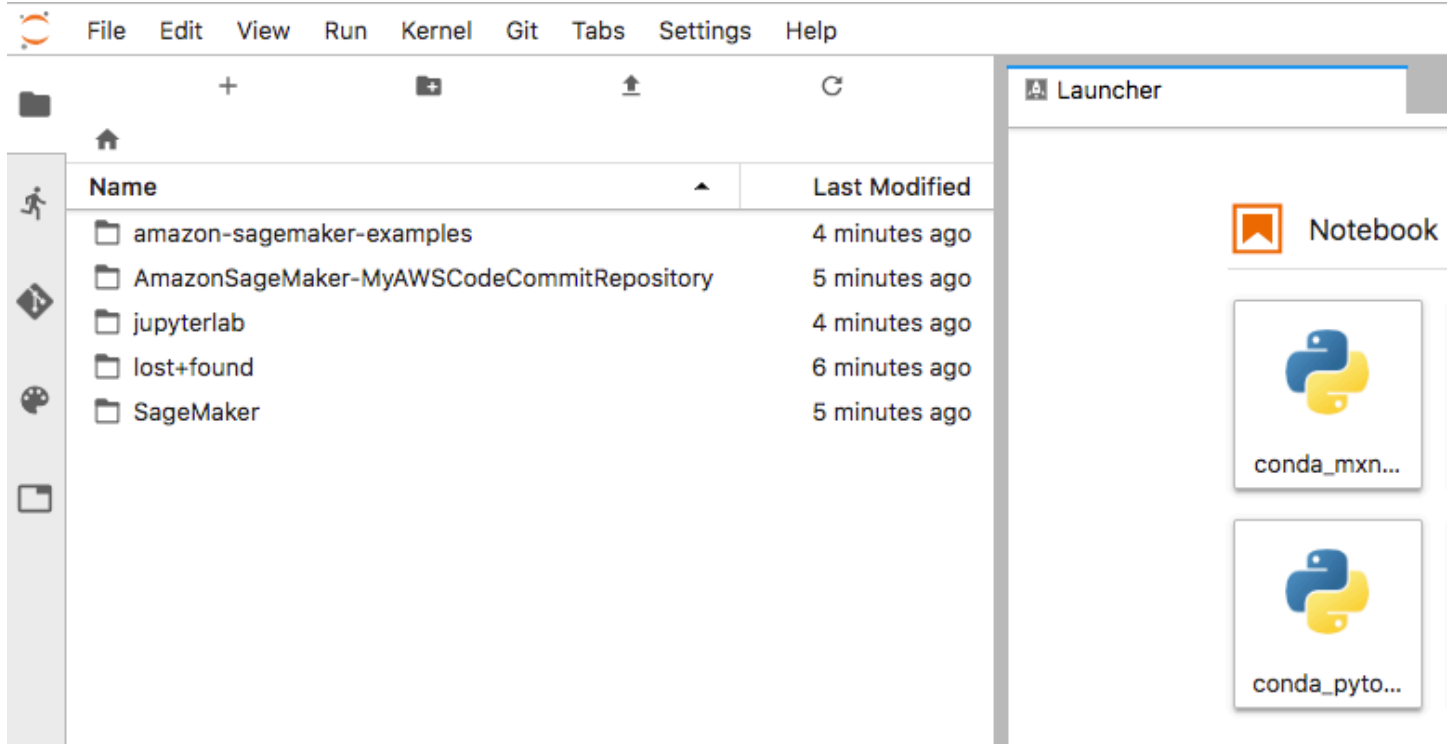 File Edit View Run Kernel Git Tabs Settings Help
Launcher
Name Last Modified
amazon-sagemaker-examples 4 minutes ago
AmazonSageMaker-MyAWSCodeCommitRepository 5 minutes ago
jupyterlab 4 minutes ago
lost+found 6 minutes ago
SageMaker 5 minutes ago
Notebook
conda_mxn...
conda_pyto...